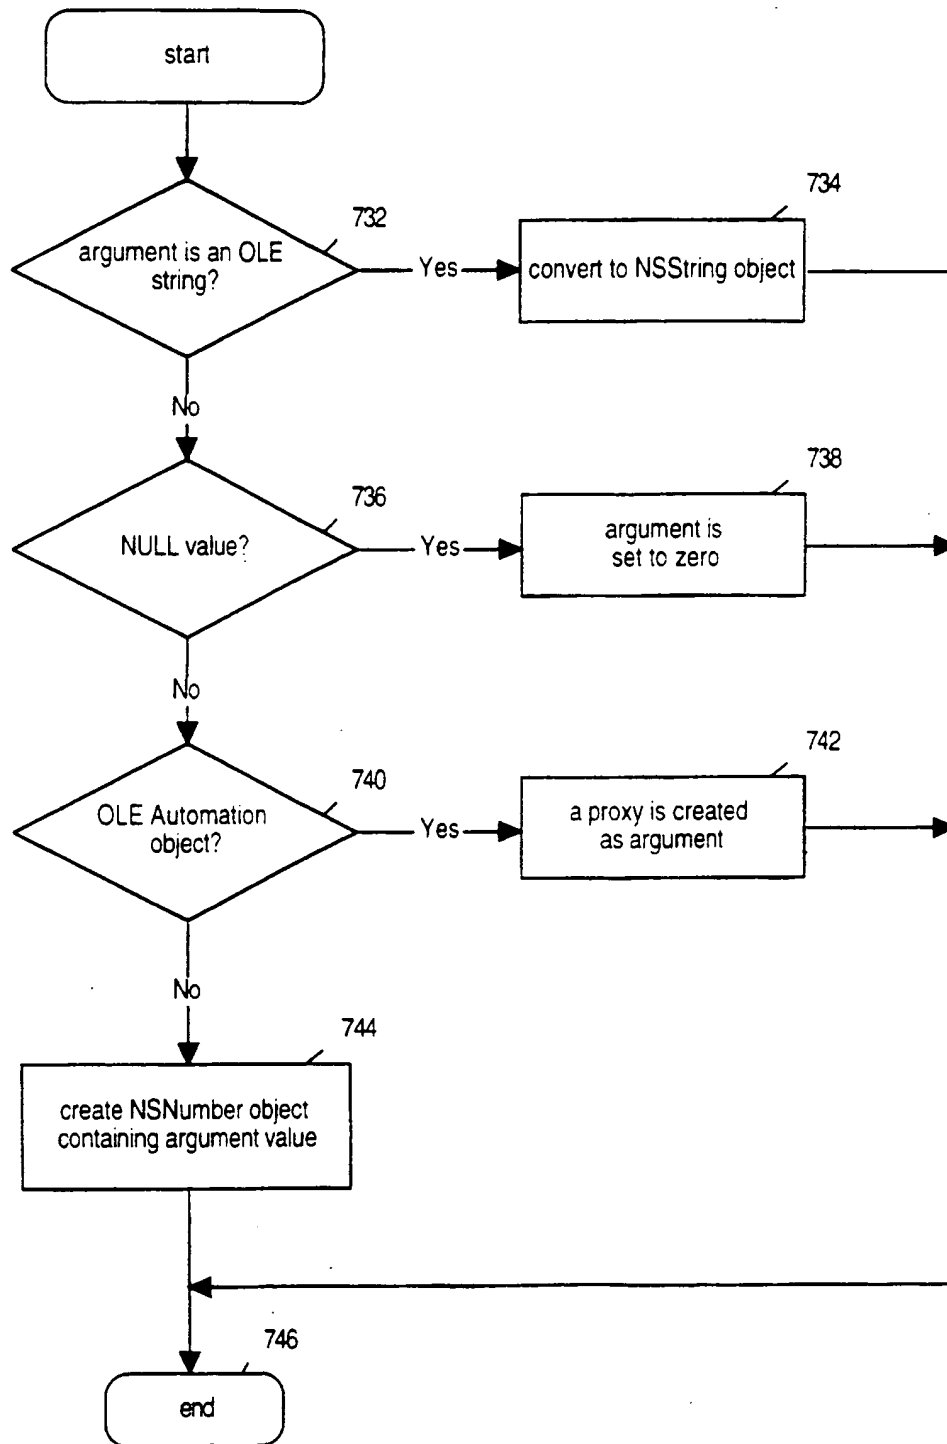 start
732
argument is an OLE
string?
Yes
734
convert to NSString object
No
736
NULL value?
Yes
738
argument is
set to zero
No
740
OLE Automation
object?
Yes
742
a proxy is created
as argument
No
744
create NSNumber object
containing argument value
746
end